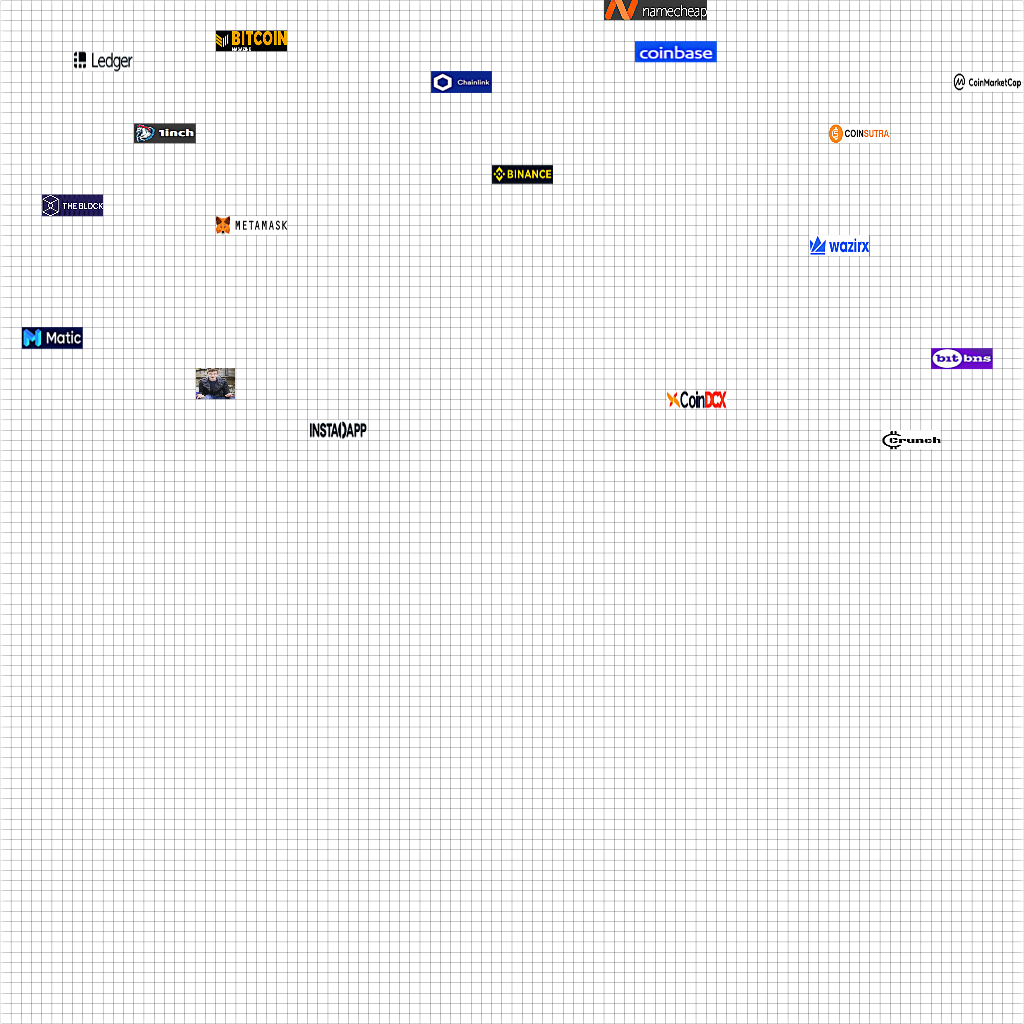 namecheap
BITCOIN
coinbase
Ledger
Chainlink
CoinMarketCap
1inch
COINSUTRA
BINANCE
THE BLOCK
METAMASK
wazirx
Matic
bitbns
CoinDCX
INSTADAPP
Crunch